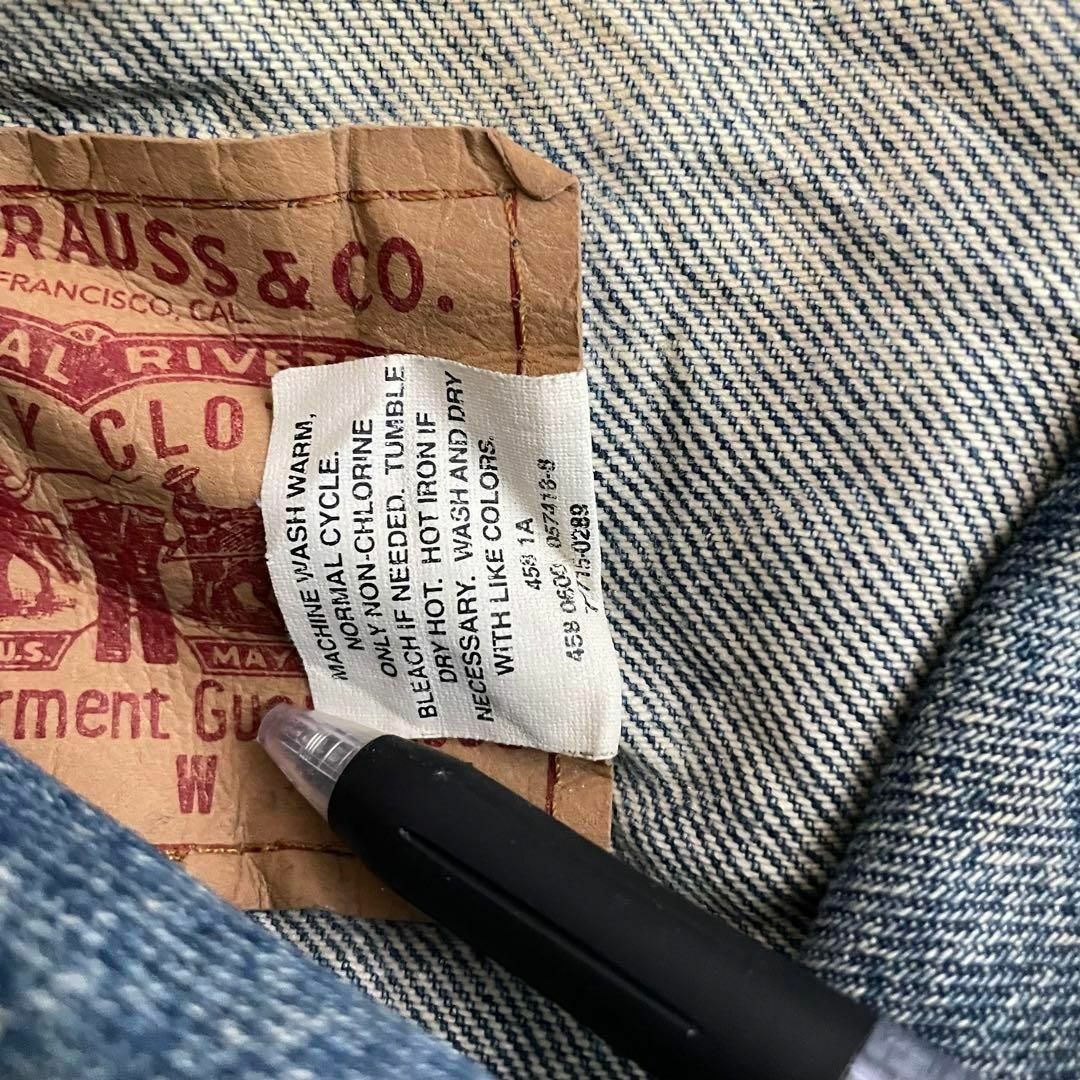 RAUSS & CO.
FRANCISCO, CAL.
AL RIVET
Y CLO
U.S.
MAY
rment Gu
W
MACHINE WASH WARM,
NORMAL CYCLE.
ONLY NON-CHLORINE
BLEACH IF NEEDED. TUMBLE
DRY HOT. HOT IRON IF
NECESSARY. WASH AND DRY
WITH LIKE COLORS.
458 1A
458 0600 057418-8
7/15-0289